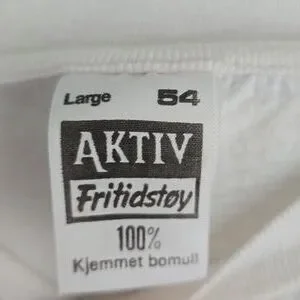 Large 54
AKTIV
Fritidstøy
100%
Kjemmet bomull